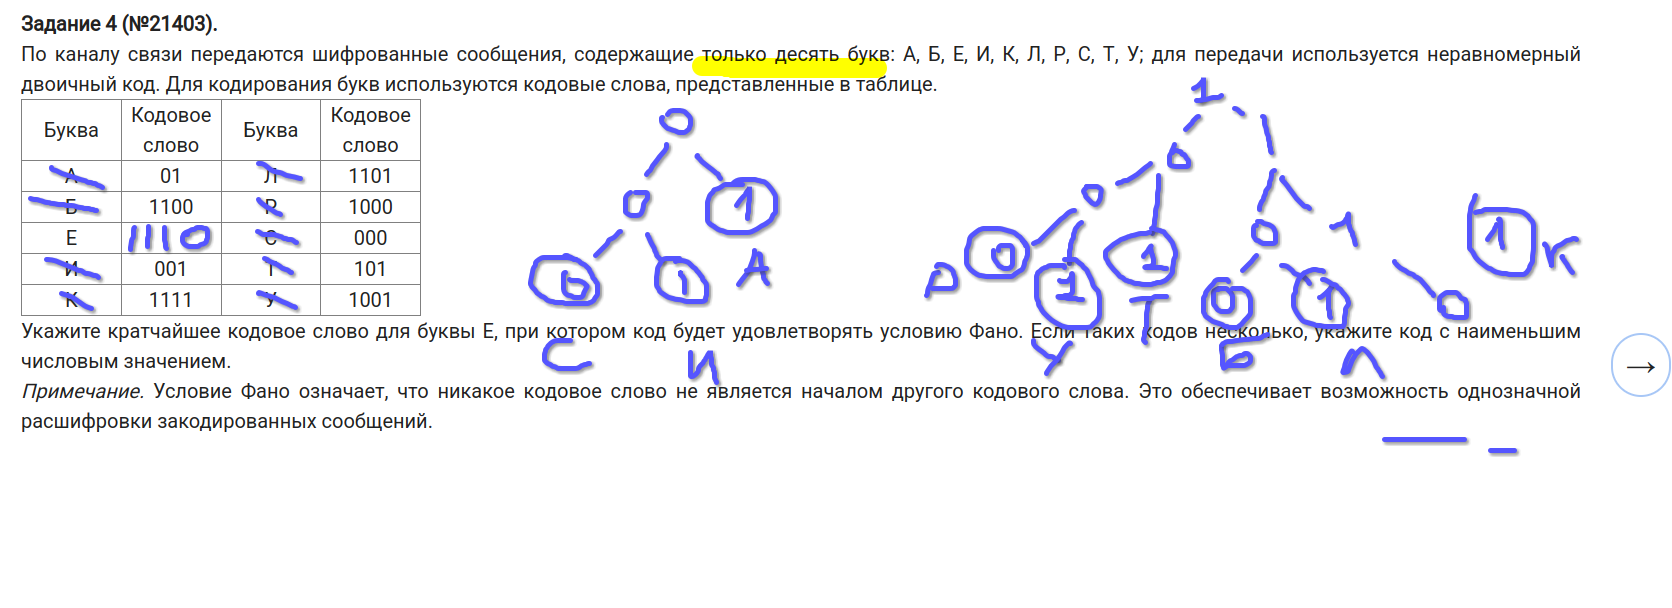 Задание 4 (№21403).
По каналу связи передаются шифрованные сообщения, содержащие только десять букв: А, Б, Е, И, К, Л, Р, С, Т, У; для передачи используется неравномерный
двоичный код. Для кодирования букв используются кодовые слова, представленные в таблице.
Буква Кодовое слово Буква Кодовое слово
А 01 Л 1101
Б 1100 Р 1000
Е 1110 С 000
И 001 Т 101
К 1111 У 1001
0
0 1
0 1 А
С И
1
0
0 0 1
0 1 1 0 1 0 1 К
Р У Т Б Л
Укажите кратчайшее кодовое слово для буквы Е, при котором код будет удовлетворять условию Фано. Если таких кодов несколько, укажите код с наименьшим
числовым значением.
Примечание. Условие Фано означает, что никакое кодовое слово не является началом другого кодового слова. Это обеспечивает возможность однозначной
расшифровки закодированных сообщений.
→